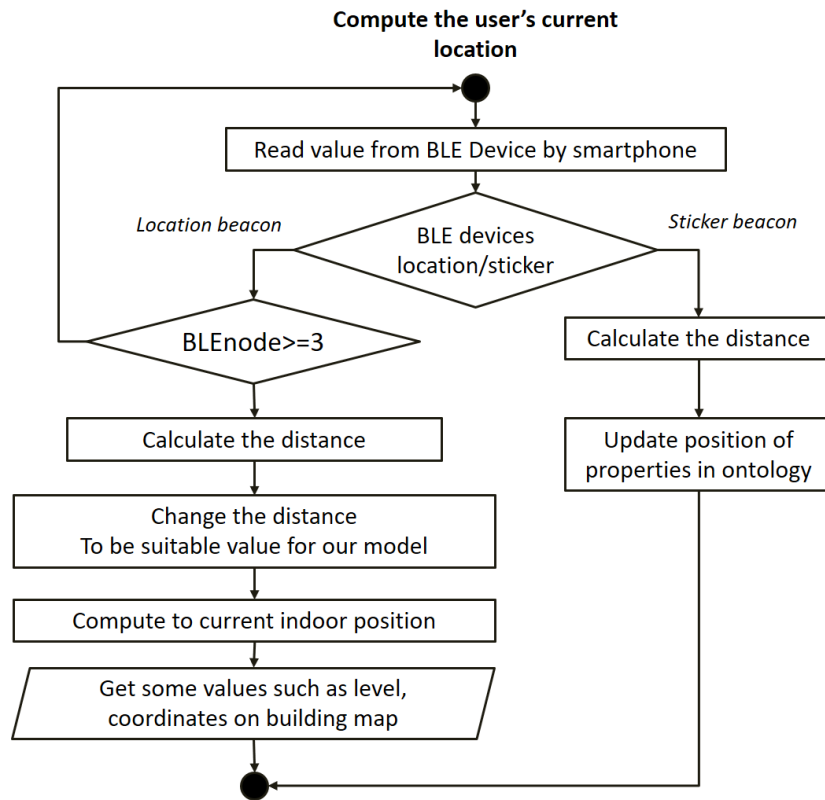 Compute the user’s current
location
Read value from BLE Device by smartphone
Location beacon
Sticker beacon
BLE devices
location/sticker
BLEnode>=3
Calculate the distance
Calculate the distance
Update position of
properties in ontology
Change the distance
To be suitable value for our model
Compute to current indoor position
Get some values such as level,
coordinates on building map